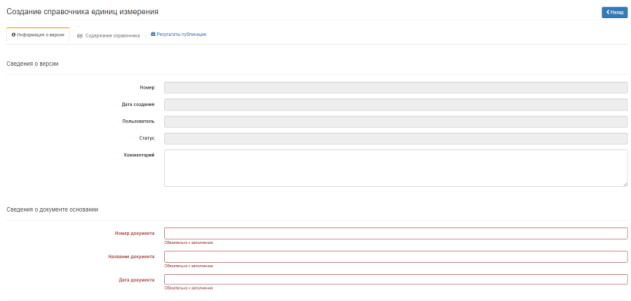 Создание справочника единиц измерения
Назад
Информация о версии
Содержание справочника
Результаты публикации
Сведения о версии
Номер
Дата создания
Пользователь
Статус
Комментарий
Сведения о документе основании
Номер документа
Обязательно к заполнению
Название документа
Обязательно к заполнению
Дата документа
Обязательно к заполнению